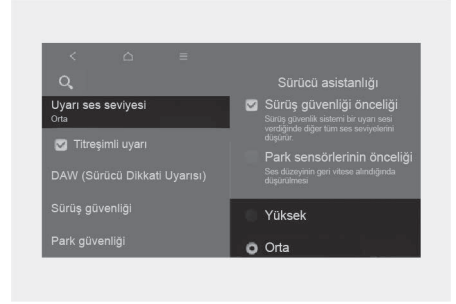 Uyarı ses seviyesi
Orta
Titreşimli uyarı
DAW (Sürücü Dikkati Uyarısı)
Sürüş güvenliği
Park güvenliği
Sürücü asistanlığı
Sürüş güvenliği önceliği
Sürüş güvenlik sistemi bir uyarı sesi
verdiğinde diğer tüm ses seviyelerini
düşürür.
Park sensörlerinin önceliği
Ses düzeyinin geri vitese alındığında
düşürülmesi
Yüksek
Orta